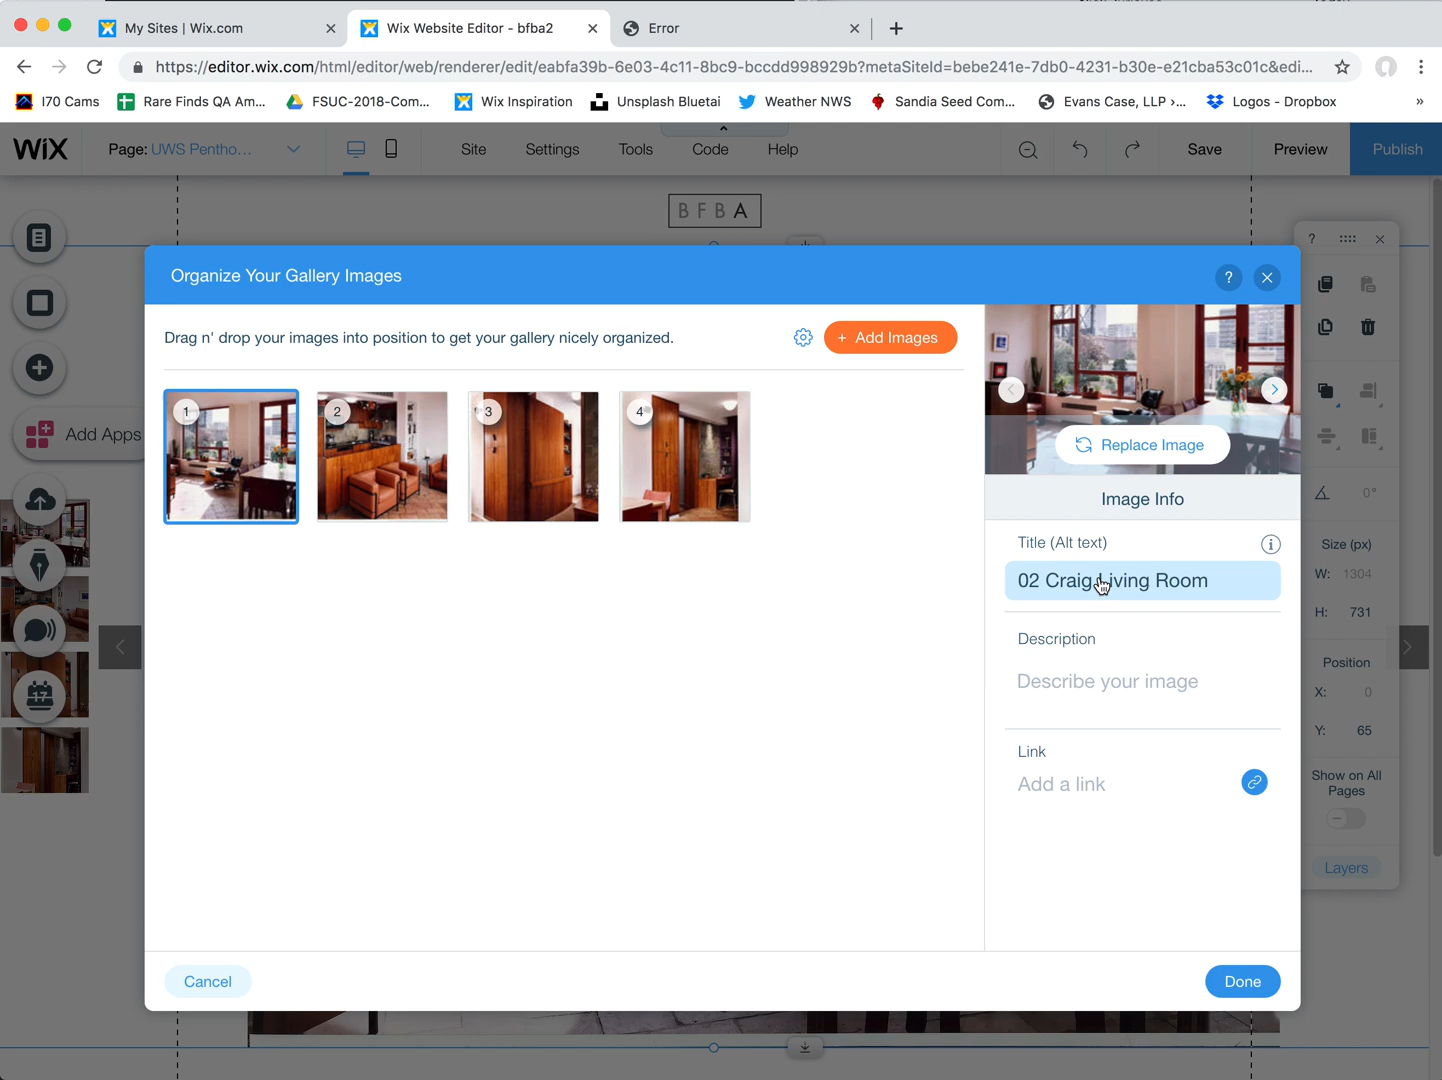 My Sites | Wix.com
Wix Website Editor - bfba2
Error
https://editor.wix.com/html/editor/web/renderer/edit/eabfa39b-6e03-4c11-8bc9-bccdd998929b?metaSiteId=bebe241e-7db0-4231-b30e-e21cba53c01c&edi...
I70 Cams
Rare Finds QA Am...
FSUC-2018-Com...
Wix Inspiration
Unsplash Bluetai
Weather NWS
Sandia Seed Com...
Evans Case, LLP >...
Logos - Dropbox
»
WiX
Page: UWS Pentho...
Site
Settings
Tools
Code
Help
Save
Preview
Publish
BFBA
Organize Your Gallery Images
?
?
Drag n' drop your images into position to get your gallery nicely organized.
+ Add Images
1
2
3
4
Add Apps
17
Replace Image
Image Info
Title (Alt text)
i
02 Craig Living Room
Description
Describe your image
Link
Add a link
0°
Size (px)
W: 1304
H: 731
Position
X: 0
Y: 65
Show on All
Pages
Layers
Cancel
Done